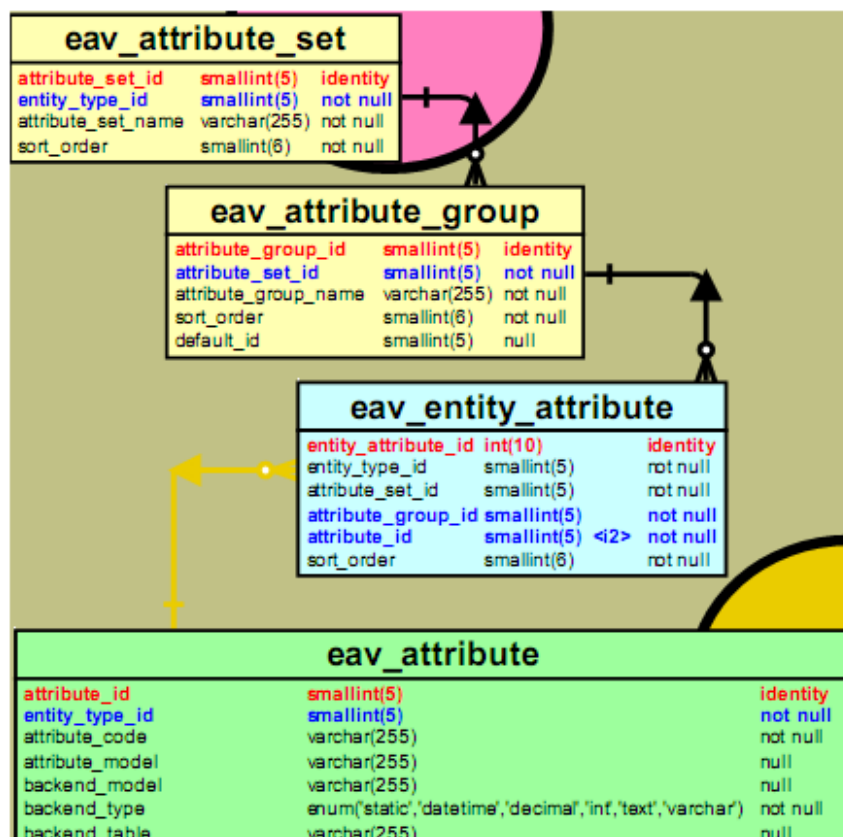 eav_attribute_set
attribute_set_id smallint(5) identity
entity_type_id smallint(5) not null
attribute_set_name varchar(255) not null
sort_order smallint(6) not null
eav_attribute_group
attribute_group_id smallint(5) identity
attribute_set_id smallint(5) not null
attribute_group_name varchar(255) not null
sort_order smallint(6) not null
default_id smallint(5) null
eav_entity_attribute
entity_attribute_id int(10) identity
entity_type_id smallint(5) not null
attribute_set_id smallint(5) not null
attribute_group_id smallint(5) not null
attribute_id smallint(5) <i2> not null
sort_order smallint(6) not null
eav_attribute
attribute_id smallint(5) identity
entity_type_id smallint(5) not null
attribute_code varchar(255) not null
attribute_model varchar(255) null
backend_model varchar(255) null
backend_type enum('static','datetime','decimal','int','text','varchar') not null
backend_table varchar(255) null